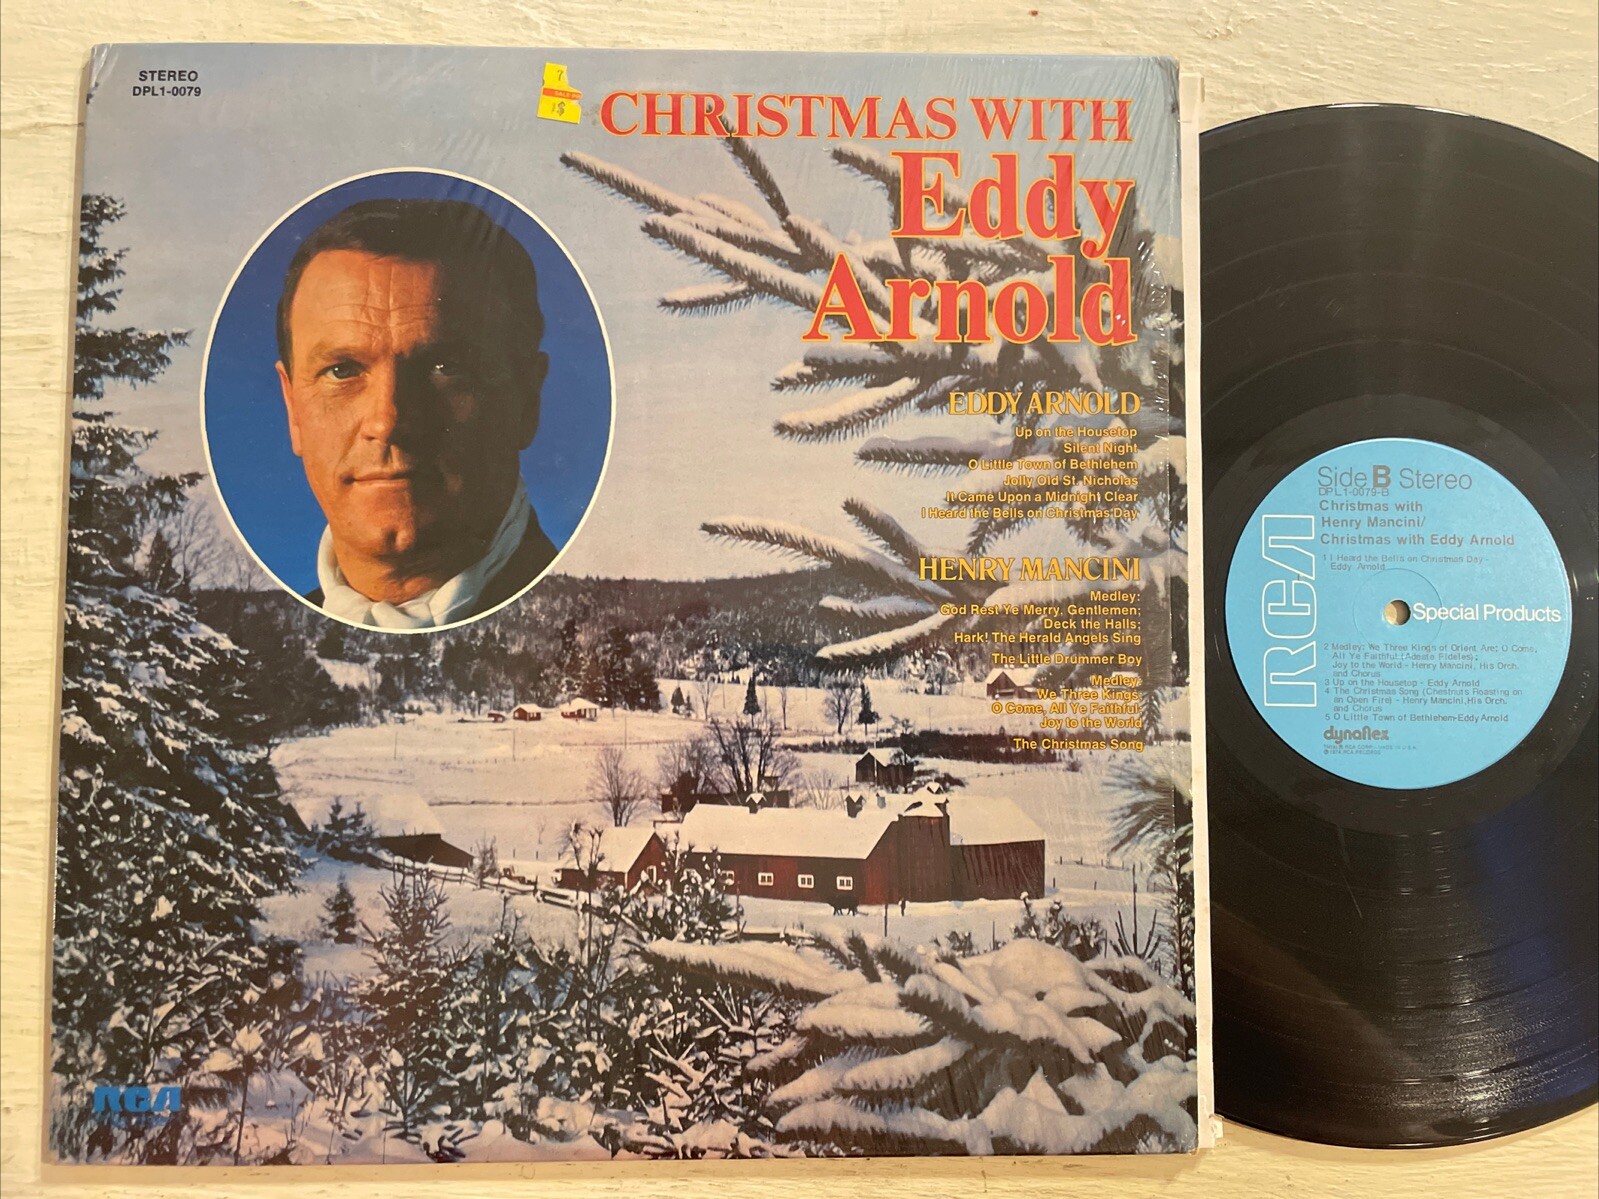 STEREO
DPL1-0079
7
1$
CHRISTMAS WITH
Eddy
Arnold
EDDY ARNOLD
Up on the Housetop
Silent Night
O Little Town of Bethlehem
Jolly Old St. Nicholas
It Came Upon a Midnight Clear
I Heard the Bells on Christmas Day
HENRY MANCINI
Medley:
God Rest Ye Merry, Gentlemen;
Deck the Halls;
Hark! The Herald Angels Sing
The Little Drummer Boy
Medley:
We Three Kings;
O Come, All Ye Faithful;
Joy to the World
The Christmas Song
RCA
Side B Stereo
DPL1-0079-B
Christmas with
Henry Mancini/
Christmas with Eddy Arnold
1 I Heard the Bells on Christmas Day-
Eddy Arnold
RCA
Special Products
2 Medley: We Three Kings of Orient Are; O Come,
All Ye Faithful (Adeste Fideles);
Joy to the World - Henry Mancini, His Orch.
and Chorus
3 Up on the Housetop - Eddy Arnold
4 The Christmas Song (Chestnuts Roasting on
an Open Fire) - Henry Mancini, His Orch.
and Chorus
5 O Little Town of Bethlehem-Eddy Arnold
dynaflex